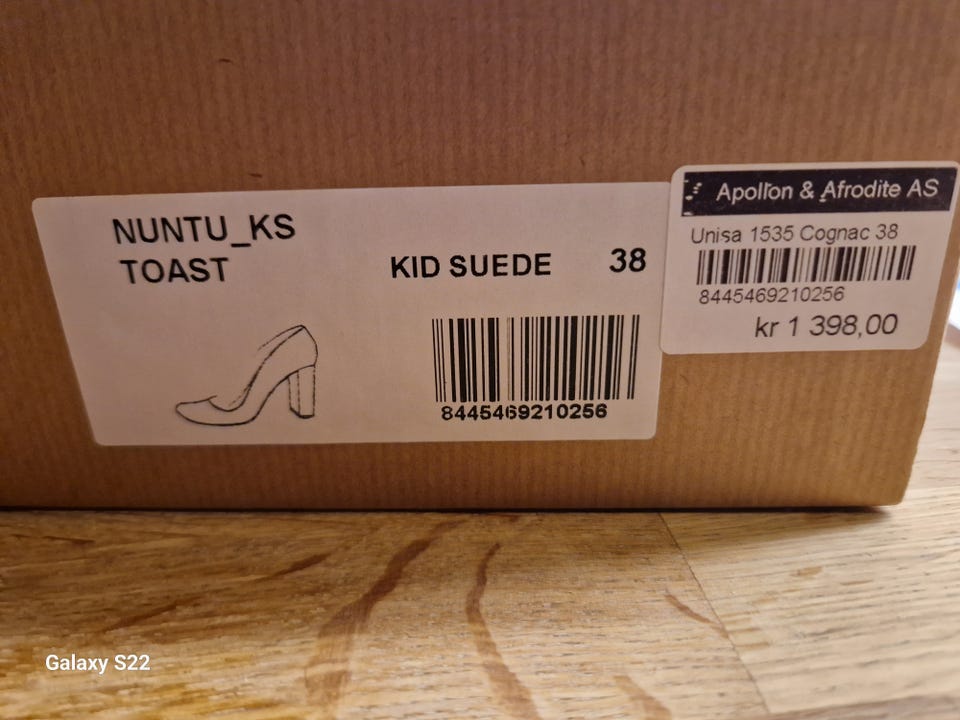 NUNTU_KS
TOAST
KID SUEDE 38
8445469210256
Apollon & Afrodite AS
Unisa 1535 Cognac 38
8445469210256
kr 1 398,00
Galaxy S22